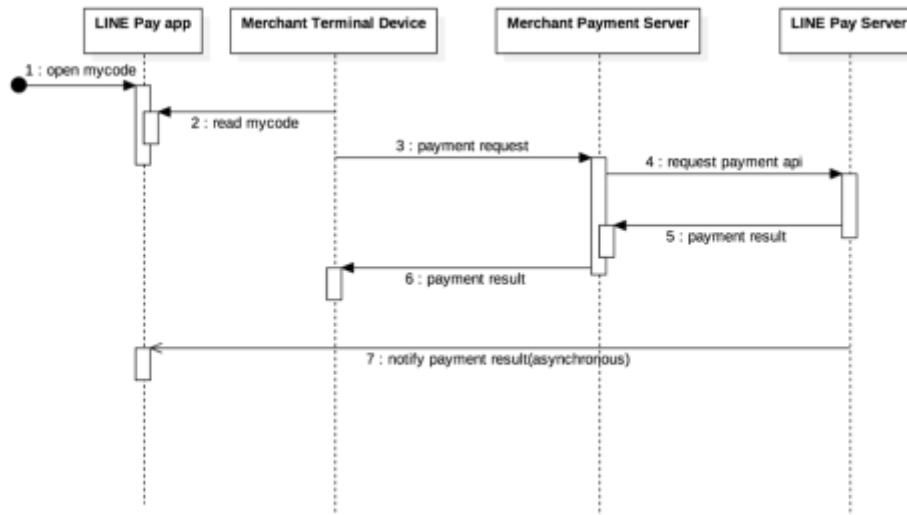 LINE Pay app
Merchant Terminal Device
Merchant Payment Server
LINE Pay Server
1 : open mycode
2 : read mycode
3 : payment request
4 : request payment api
5 : payment result
6 : payment result
7 : notify payment result(asynchronous)